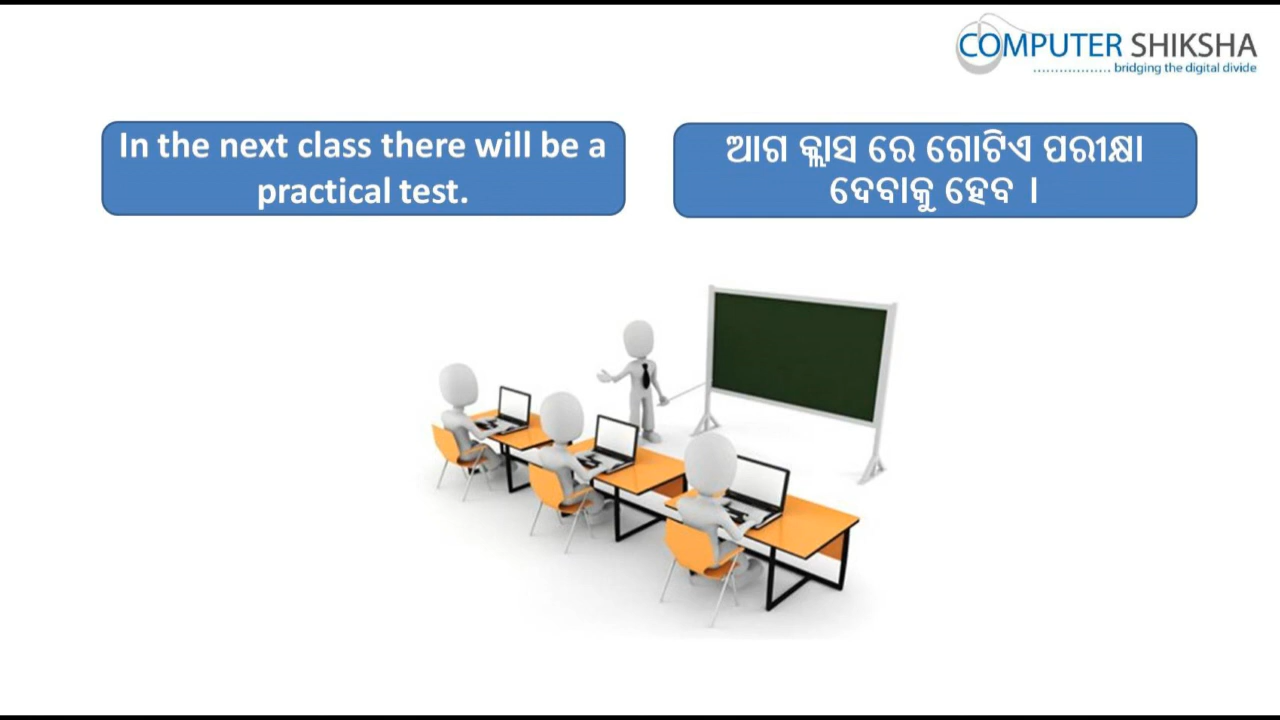 COMPUTER SHIKSHA
.................. bridging the digital divide
In the next class there will be a
practical test.
ଆଗ କ୍ଲାସ ରେ ଗୋଟିଏ ପରୀକ୍ଷା
ଦେବାକୁ ହେବ ।